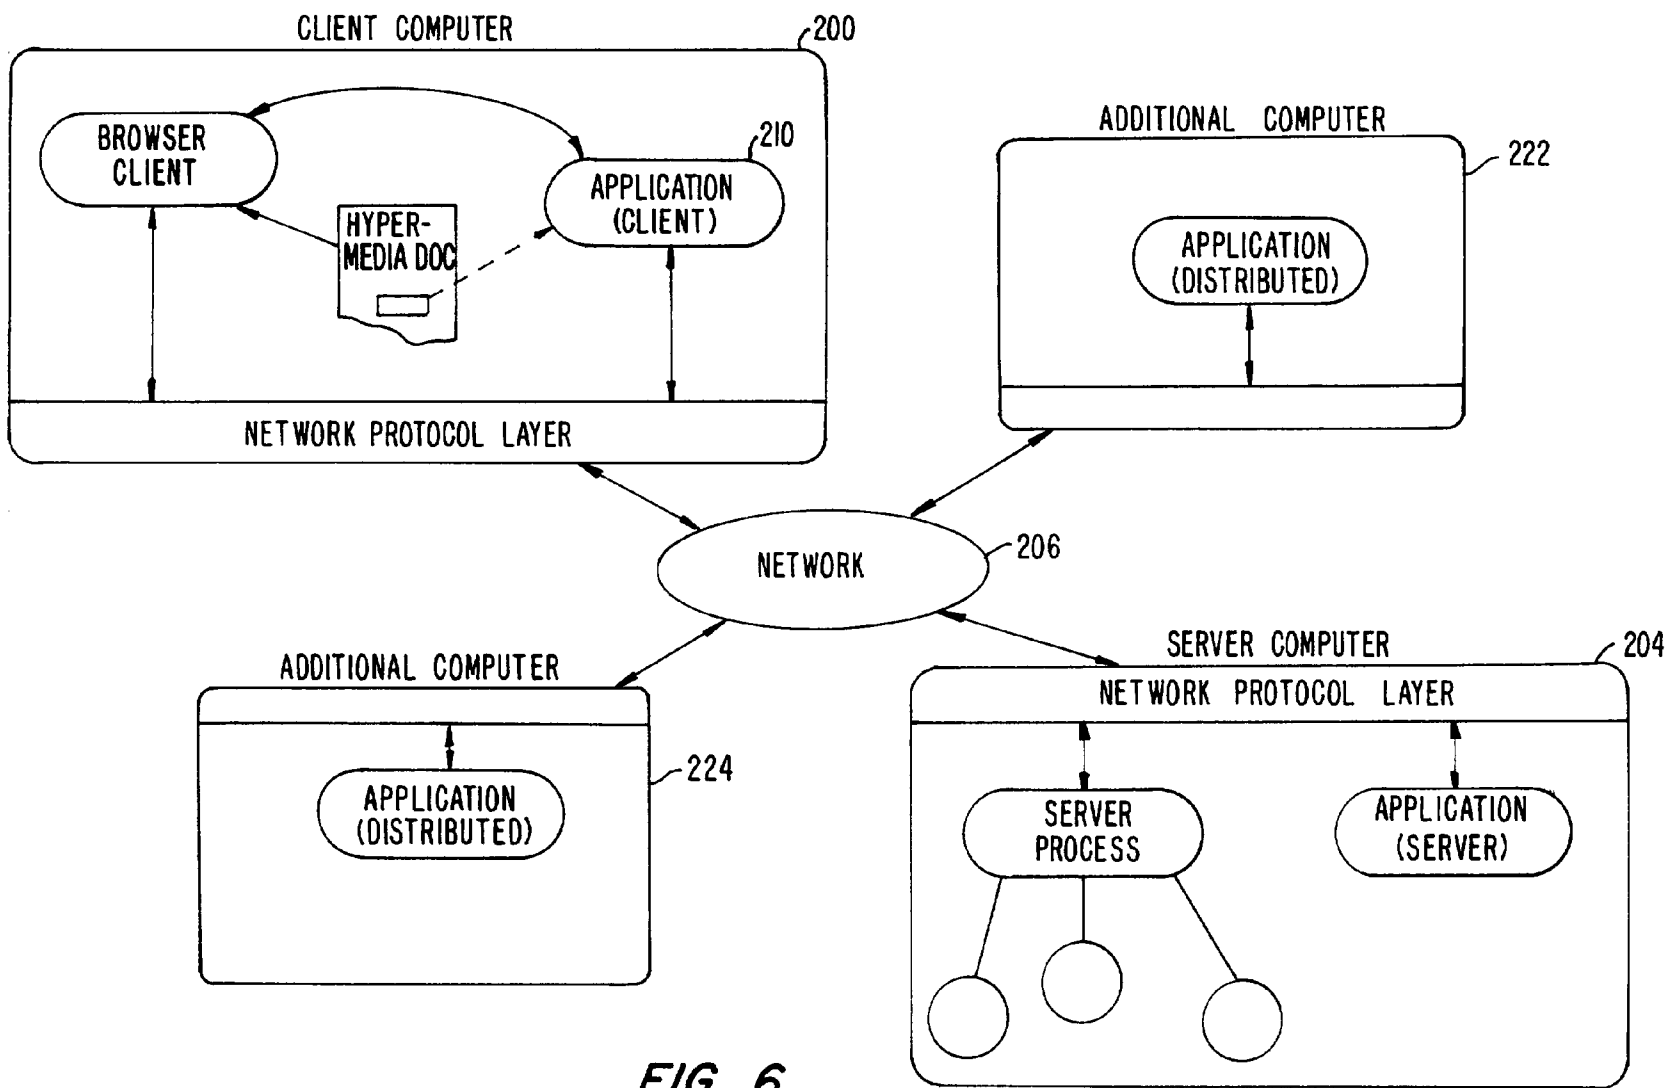 CLIENT COMPUTER
200
BROWSER
CLIENT
210
APPLICATION
(CLIENT)
HYPER-
MEDIA DOC
NETWORK PROTOCOL LAYER
ADDITIONAL COMPUTER
222
APPLICATION
(DISTRIBUTED)
NETWORK
206
ADDITIONAL COMPUTER
224
APPLICATION
(DISTRIBUTED)
SERVER COMPUTER
204
NETWORK PROTOCOL LAYER
SERVER
PROCESS
APPLICATION
(SERVER)
FIG. 6